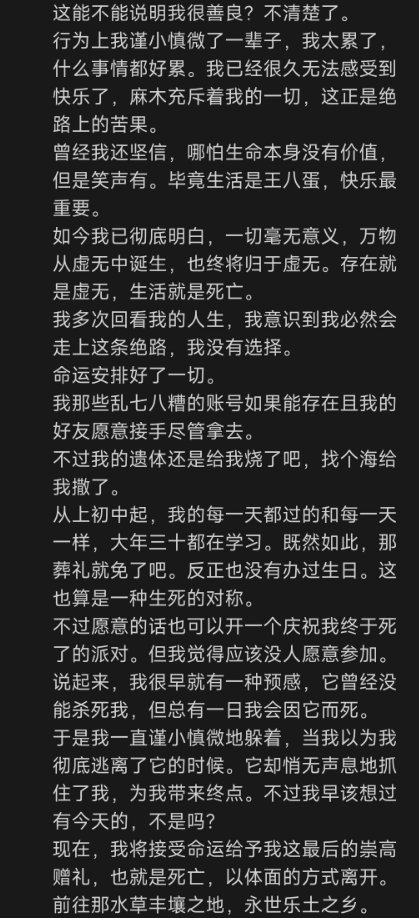 这能不能说明我很善良？不清楚了。
行为上我谨小慎微了一辈子，我太累了，
什么事情都好累。我已经很久无法感受到
快乐了，麻木充斥着我的一切，这正是绝
路上的苦果。
曾经我还坚信，哪怕生命本身没有价值，
但是笑声有。毕竟生活是王八蛋，快乐最
重要。
如今我已彻底明白，一切毫无意义，万物
从虚无中诞生，也终将归于虚无。存在就
是虚无，生活就是死亡。
我多次回看我的人生，我意识到我必然会
走上这条绝路，我没有选择。
命运安排好了一切。
我那些乱七八糟的账号如果能存在且我的
好友愿意接手尽管拿去。
不过我的遗体还是给我烧了吧，找个海给
我撒了。
从上初中起，我的每一天都过的和每一天
一样，大年三十都在学习。既然如此，那
葬礼就免了吧。反正也没有办过生日。这
也算是一种生死的对称。
不过愿意的话也可以开一个庆祝我终于死
了的派对。但我觉得应该没人愿意参加。
说起来，我很早就有一种预感，它曾经没
能杀死我，但总有一日我会因它而死。
于是我一直谨小慎微地躲着，当我以为我
彻底逃离了它的时候。它却悄无声息地抓
住了我，为我带来终点。不过我早该想过
有今天的，不是吗？
现在，我将接受命运给予我这最后的崇高
赠礼，也就是死亡，以体面的方式离开。
前往那水草丰壤之地，永世乐土之乡。